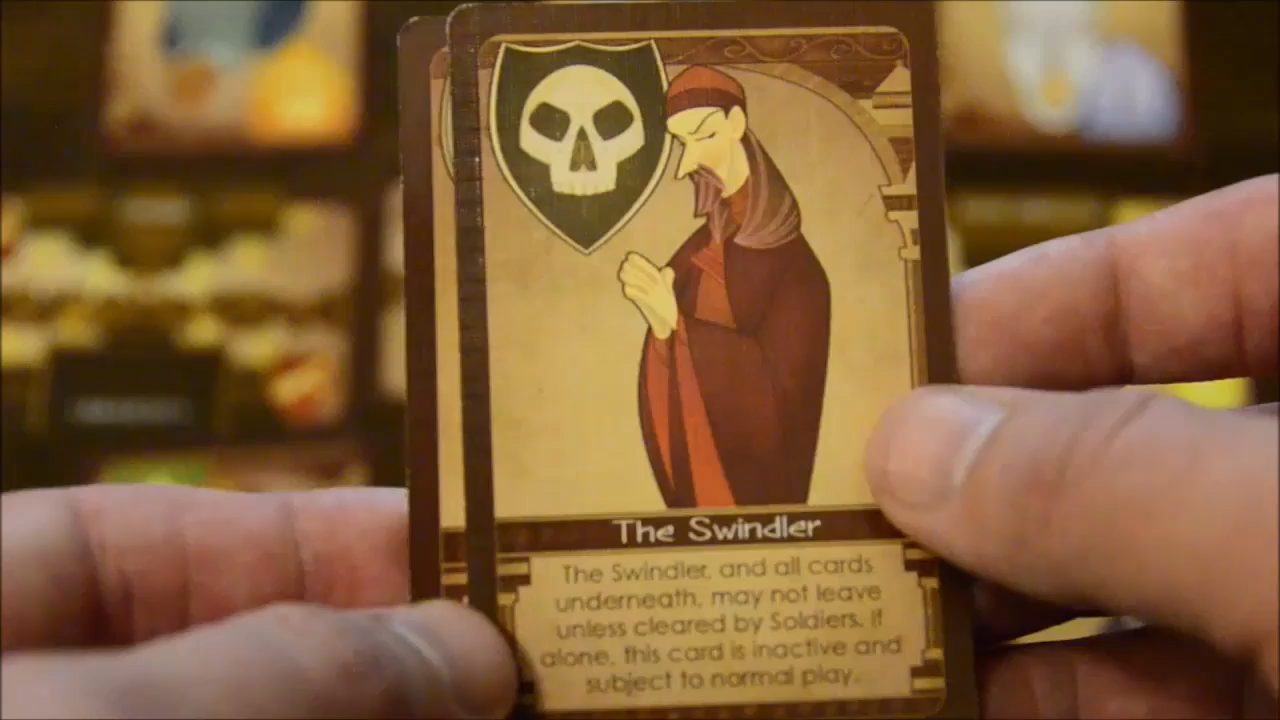 The Swindler
The Swindler, and all cards
underneath, may not leave
unless cleared by Soldiers. If
alone, this card is inactive and
subject to normal play.